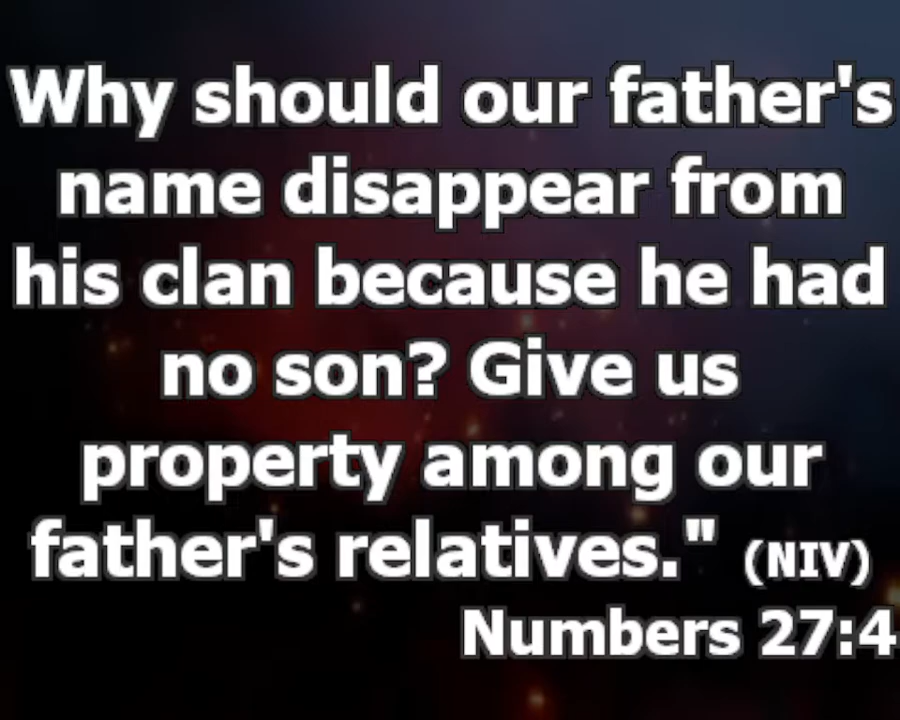 Why should our father's
name disappear from
his clan because he had
no son? Give us
property among our
father's relatives." (NIV)
Numbers 27:4